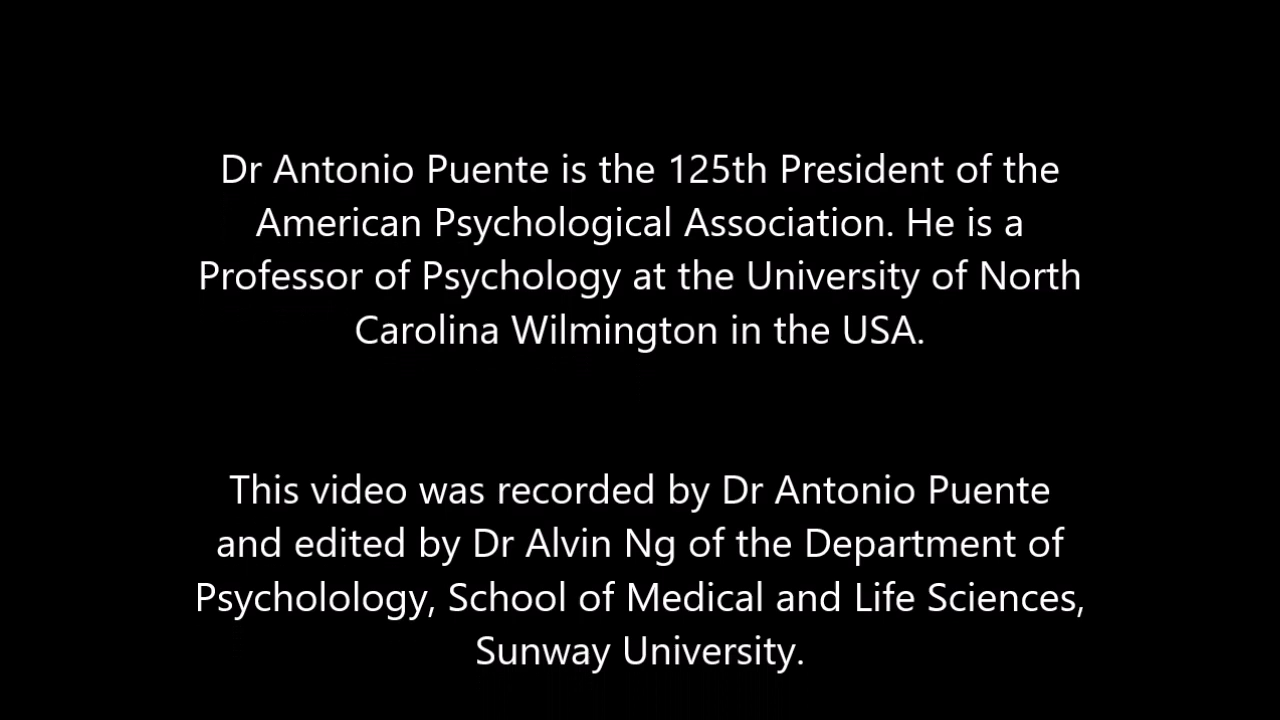 Dr Antonio Puente is the 125th President of the
American Psychological Association. He is a
Professor of Psychology at the University of North
Carolina Wilmington in the USA.
This video was recorded by Dr Antonio Puente
and edited by Dr Alvin Ng of the Department of
Psycholology, School of Medical and Life Sciences,
Sunway University.